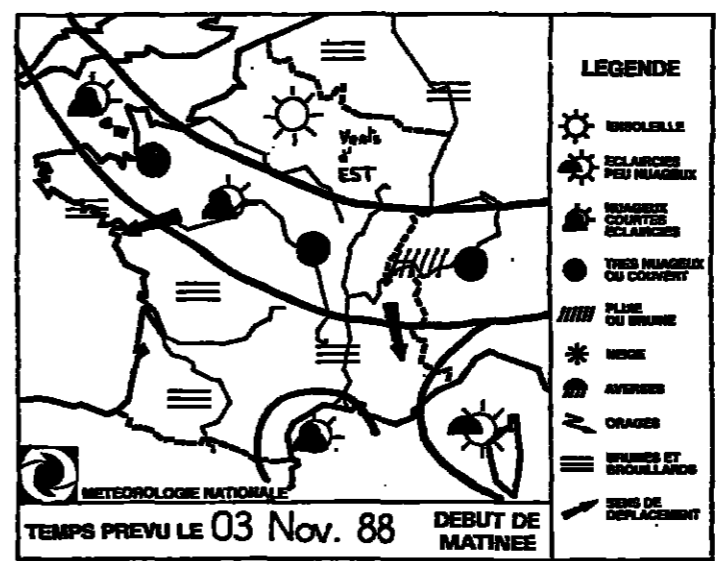 Vents
d'
EST
METEOROLOGIE NATIONALE
TEMPS PREVU LE 03 Nov. 88
DEBUT DE
MATINEE
LEGENDE
ENSOLEILLE
ECLAIRCIES
PEU NUAGEUX
NUAGEUX
COURTES
ECLAIRCIES
TRES NUAGEUX
OU COUVERT
PLUIE
OU BRUINE
NEIGE
AVERSES
ORAGES
BRUMES ET
BROUILLARDS
SENS DE
DEPLACEMENT